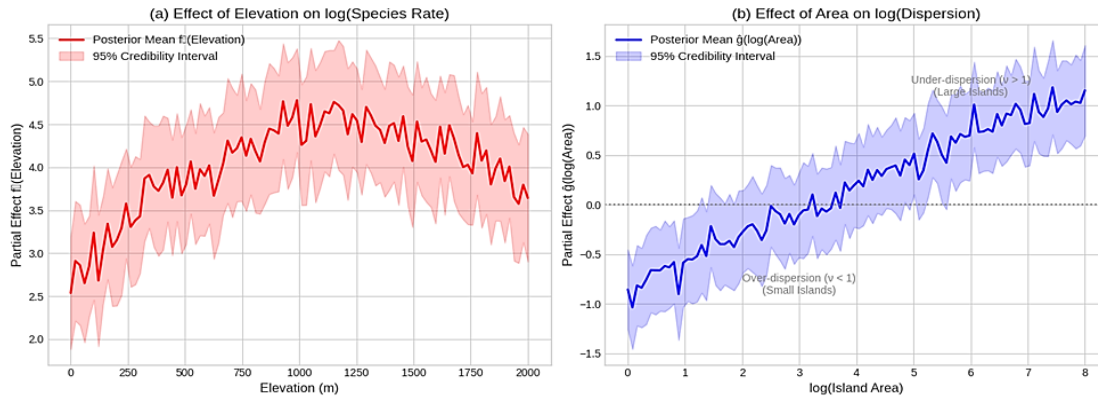 (a) Effect of Elevation on log(Species Rate)
Posterior Mean f̂(Elevation)
95% Credibility Interval
Partial Effect f̂(Elevation)
5.5
5.0
4.5
4.0
3.5
3.0
2.5
2.0
0 250 500 750 1000 1250 1500 1750 2000
Elevation (m)
(b) Effect of Area on log(Dispersion)
Posterior Mean ĝ(log(Area))
95% Credibility Interval
Under-dispersion (ν > 1)
(Large Islands)
Over-dispersion (ν < 1)
(Small Islands)
Partial Effect ĝ(log(Area))
1.5
1.0
0.5
0.0
−0.5
−1.0
−1.5
0 1 2 3 4 5 6 7 8
log(Island Area)